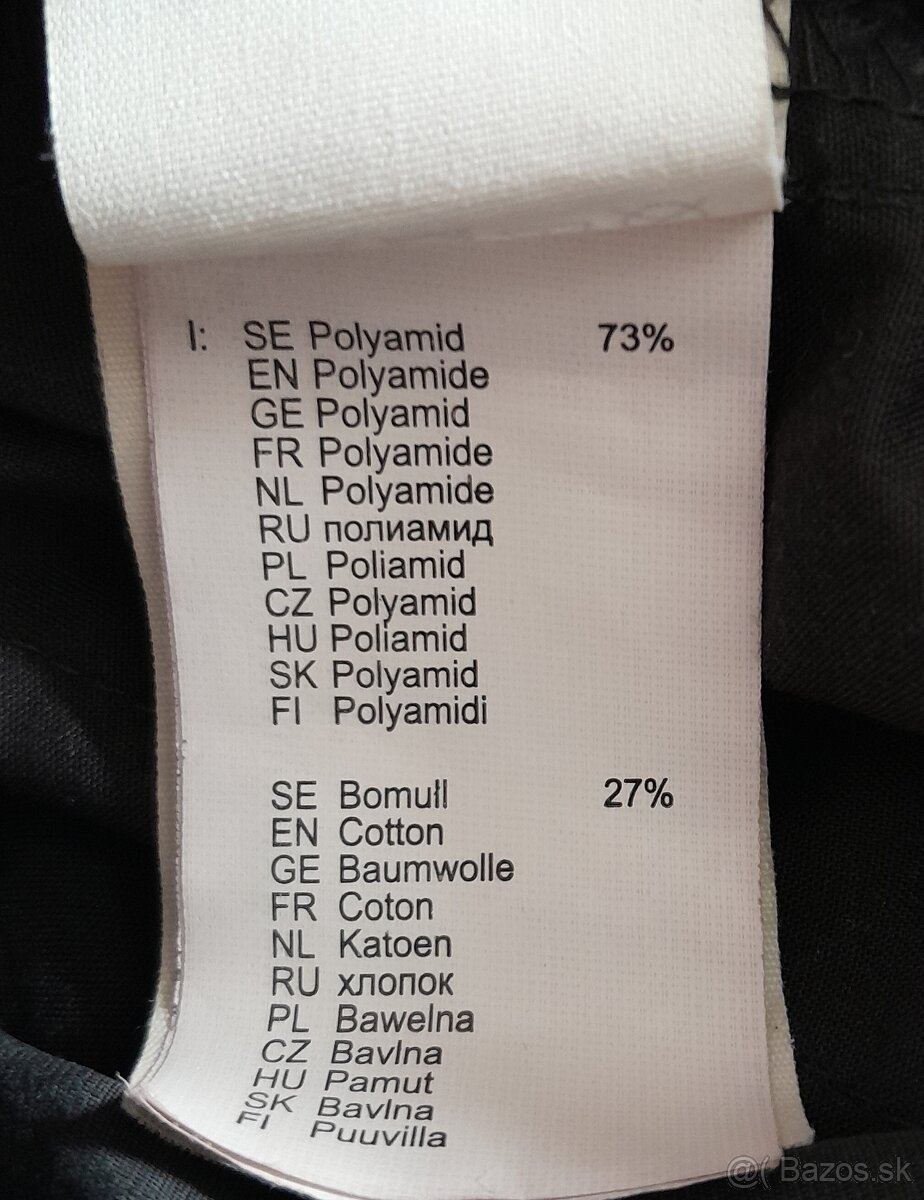 I: SE Polyamid 73%
EN Polyamide
GE Polyamid
FR Polyamide
NL Polyamide
RU полиамид
PL Poliamid
CZ Polyamid
HU Poliamid
SK Polyamid
FI Polyamidi
SE Bomull 27%
EN Cotton
GE Baumwolle
FR Coton
NL Katoen
RU хлопок
PL Bawelna
CZ Bavlna
HU Pamut
SK Bavlna
FI Puuvilla
@( Bazos.sk